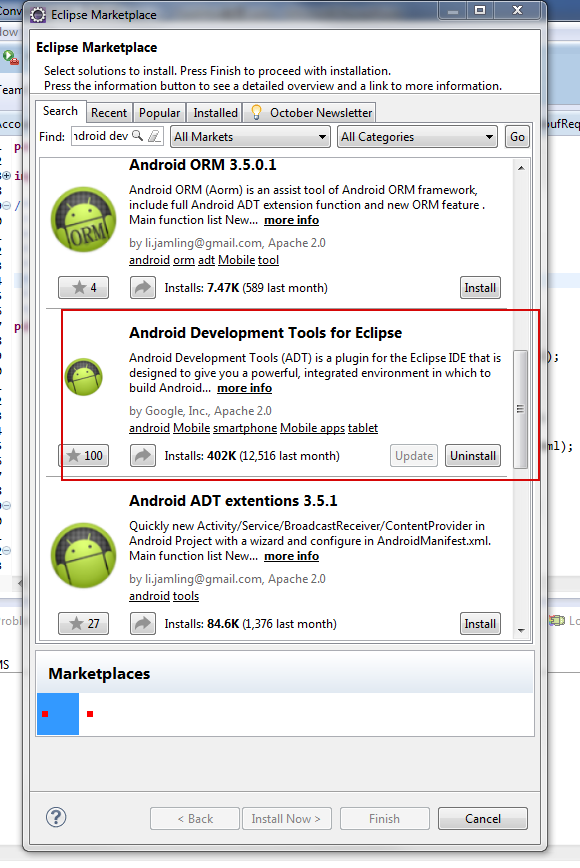 Eclipse Marketplace
Eclipse Marketplace
Select solutions to install. Press Finish to proceed with installation.
Press the information button to see a detailed overview and a link to more information.
Search Recent Popular Installed October Newsletter
Find: ndroid dev All Markets All Categories Go
Android ORM 3.5.0.1
Android ORM (Aorm) is an assist tool of Android ORM framework,
include full Android ADT extension function and new ORM feature .
Main function list New... more info
by li.jamling@gmail.com, Apache 2.0
android orm adt Mobile tool
4 Installs: 7.47K (589 last month) Install
Android Development Tools for Eclipse
Android Development Tools (ADT) is a plugin for the Eclipse IDE that is
designed to give you a powerful, integrated environment in which to
build Android... more info
by Google, Inc., Apache 2.0
android Mobile smartphone Mobile apps tablet
100 Installs: 402K (12,516 last month) Update Uninstall
Android ADT extentions 3.5.1
Quickly new Activity/Service/BroadcastReceiver/ContentProvider in
Android Project with a wizard and configure in AndroidManifest.xml.
Main function list New... more info
by li.jamling@gmail.com, Apache 2.0
android tools
27 Installs: 84.6K (1,376 last month) Install
Marketplaces
ORM
< Back Install Now > Finish Cancel